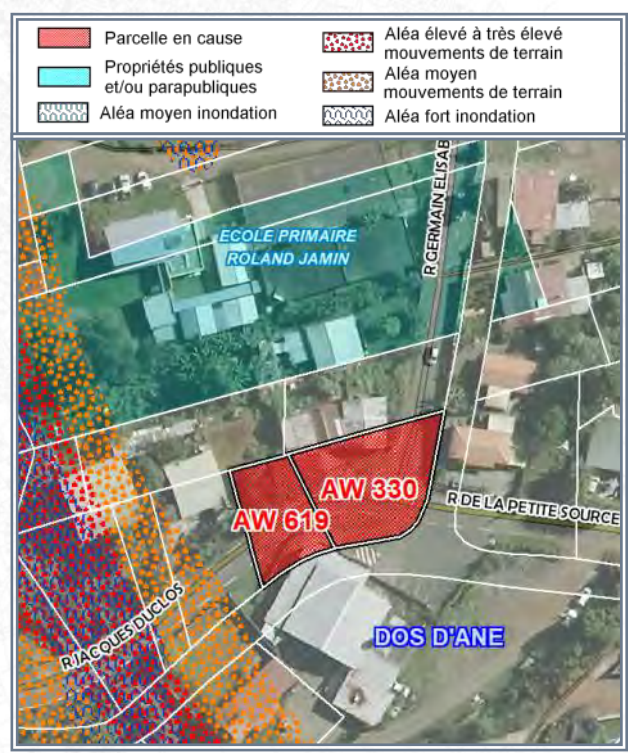 Parcelle en cause
Propriétés publiques
et/ou parapubliques
Aléa moyen inondation
Aléa élevé à très élevé
mouvements de terrain
Aléa moyen
mouvements de terrain
Aléa fort inondation
R GERMAIN ELISAB
ECOLE PRIMAIRE
ROLAND JAMIN
AW 330
AW 619
R DE LA PETITE SOURCE
R JACQUES DUCLOS
DOS D'ANE